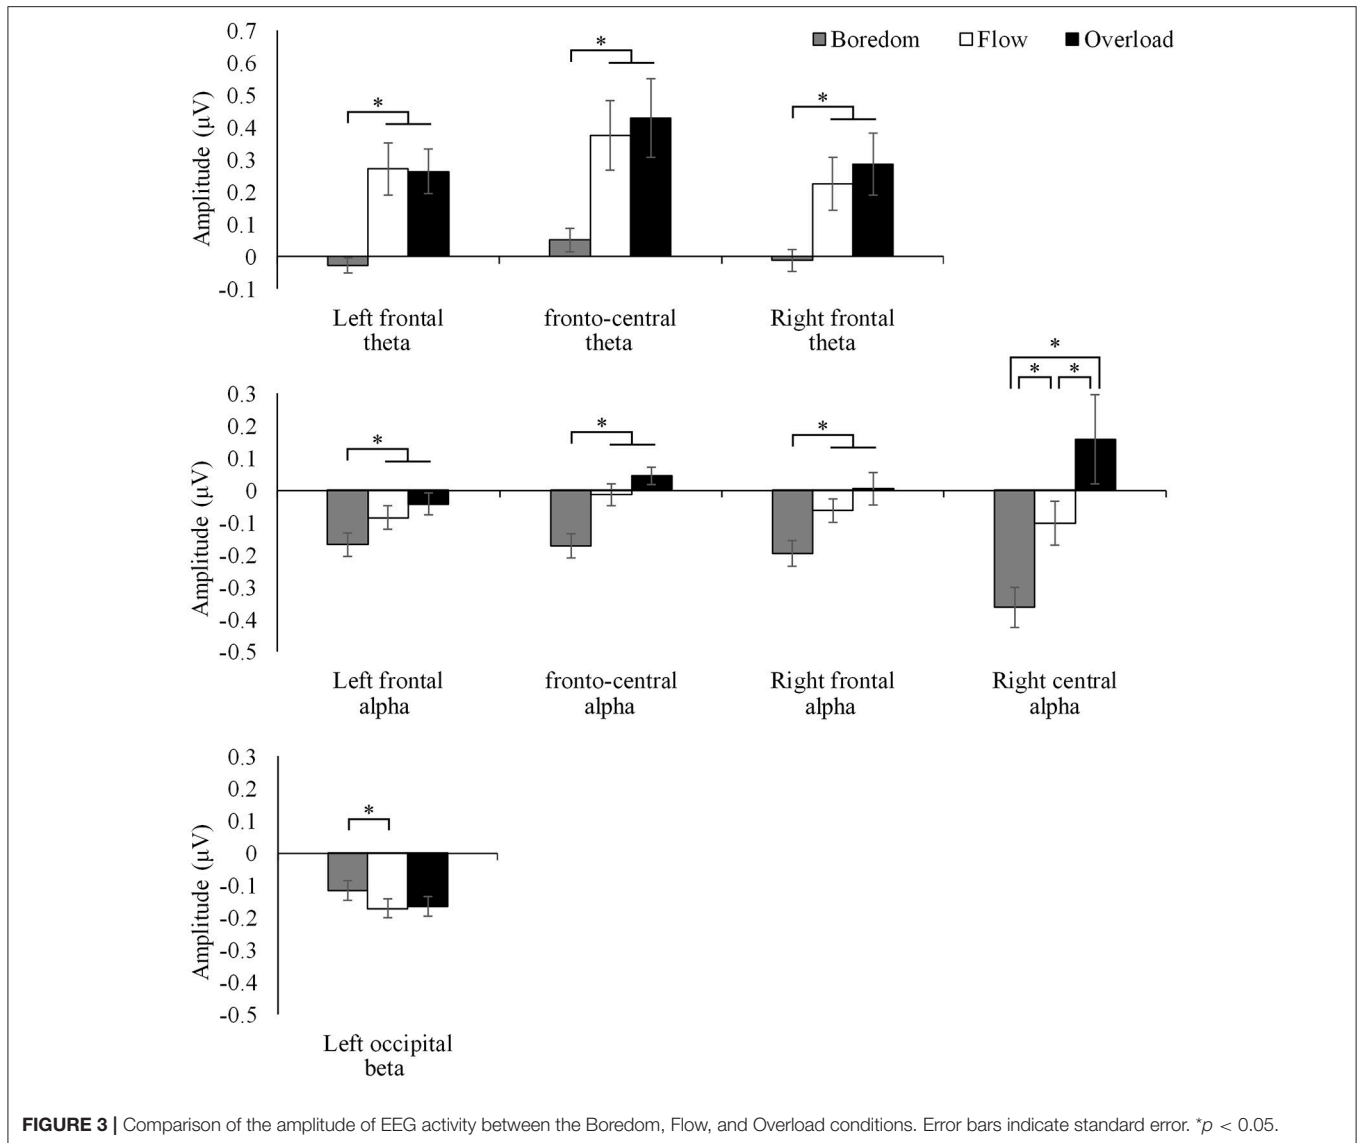 Boredom Flow Overload
*
*
*
0.7
0.6
0.5
0.4
0.3
0.2
0.1
0
-0.1
Amplitude (µV)
Left frontal theta
fronto-central theta
Right frontal theta
*
*
*
*
* *
0.3
0.2
0.1
0
-0.1
-0.2
-0.3
-0.4
-0.5
Amplitude (µV)
Left frontal alpha
fronto-central alpha
Right frontal alpha
Right central alpha
*
0.3
0.2
0.1
0
-0.1
-0.2
-0.3
-0.4
-0.5
Amplitude (µV)
Left occipital
beta
FIGURE 3 | Comparison of the amplitude of EEG activity between the Boredom, Flow, and Overload conditions. Error bars indicate standard error. *p < 0.05.